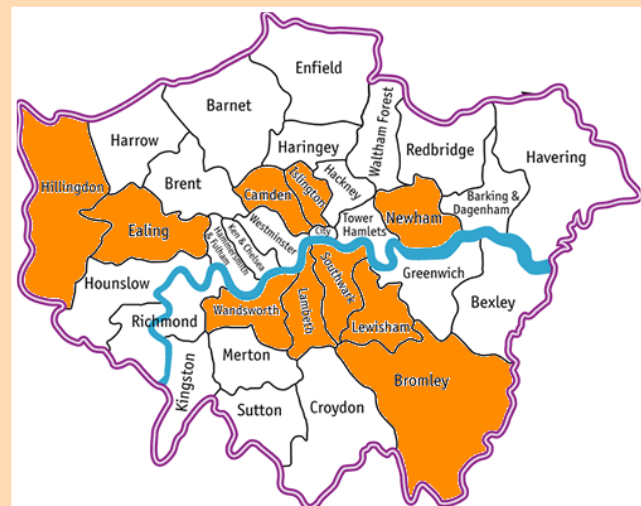 Enfield
Barnet
Harrow
Haringey
Waltham Forest
Redbridge
Havering
Hillingdon
Brent
Camden
Islington
Hackney
Barking &
Dagenham
Ealing
Hammersmith
& Fulham
Ken & Chelsea
Westminster
City
Tower
Hamlets
Newham
Hounslow
Greenwich
Bexley
Richmond
Wandsworth
Lambeth
Southwark
Lewisham
Merton
Kingston
Bromley
Sutton
Croydon